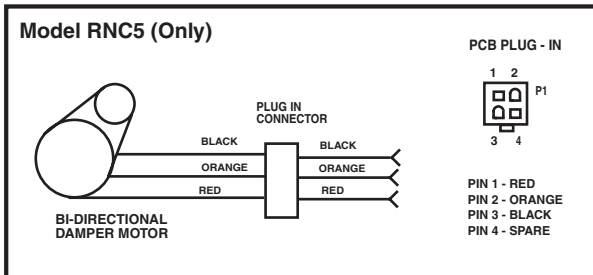 Model RNC5 (Only)
PCB PLUG - IN
1 2
P1
3 4
PLUG IN
CONNECTOR
BLACK
BLACK
ORANGE
ORANGE
RED
RED
BI-DIRECTIONAL
DAMPER MOTOR
PIN 1 - RED
PIN 2 - ORANGE
PIN 3 - BLACK
PIN 4 - SPARE